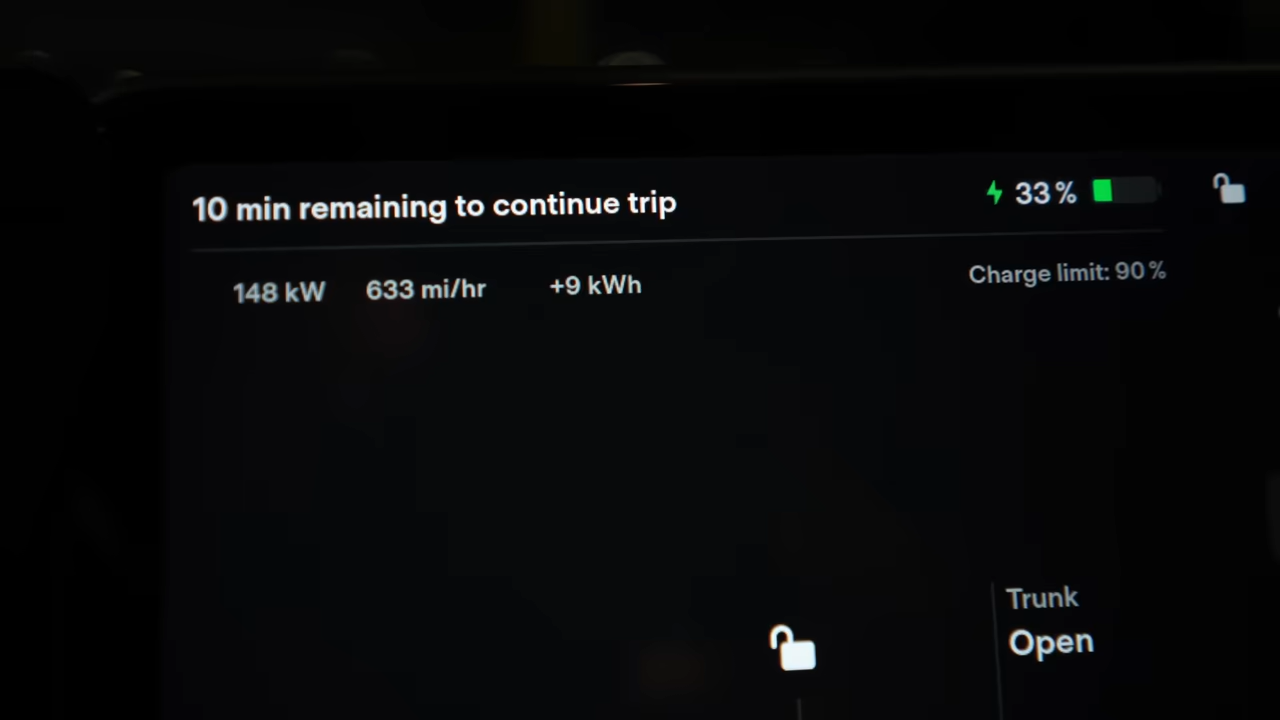 10 min remaining to continue trip
33%
148 kW 633 mi/hr +9 kWh
Charge limit: 90%
Trunk
Open